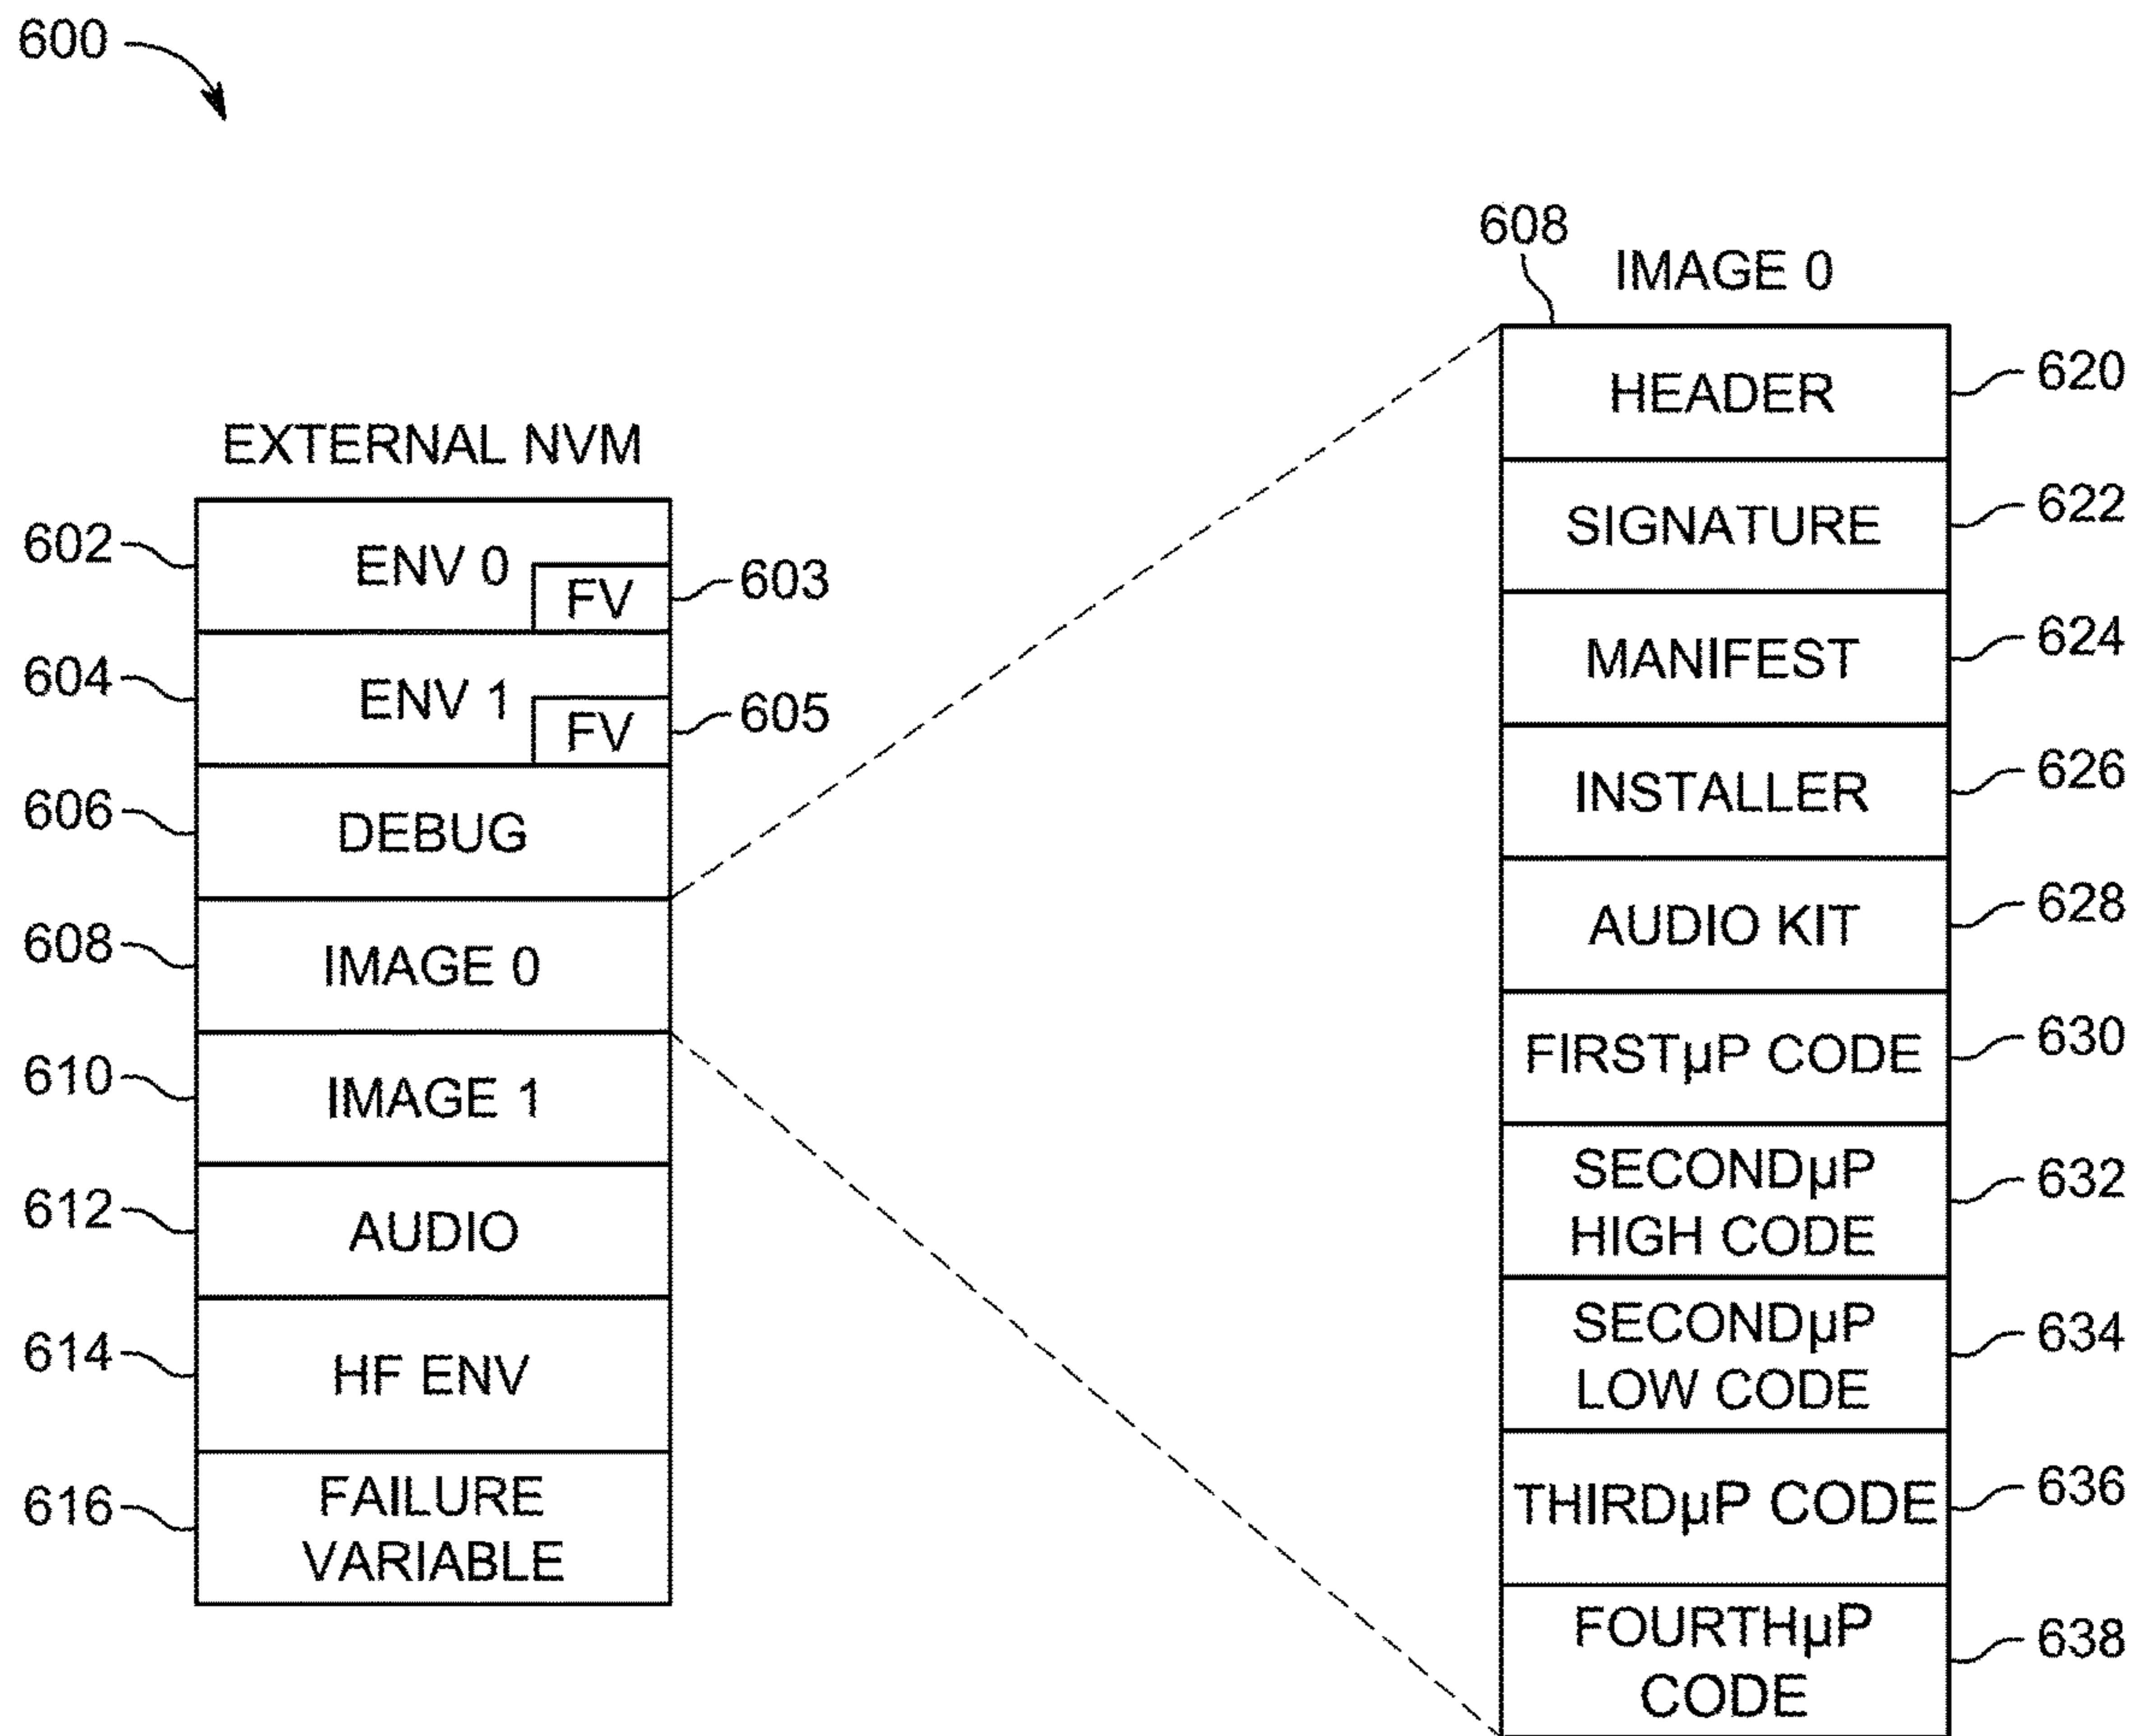 600
EXTERNAL NVM
602
ENV 0
FV
603
604
ENV 1
FV
605
606
DEBUG
608
IMAGE 0
610
IMAGE 1
612
AUDIO
614
HF ENV
616
FAILURE
VARIABLE
608
IMAGE 0
HEADER
620
SIGNATURE
622
MANIFEST
624
INSTALLER
626
AUDIO KIT
628
FIRSTµP CODE
630
SECONDµP
HIGH CODE
632
SECONDµP
LOW CODE
634
THIRDµP CODE
636
FOURTHµP
CODE
638